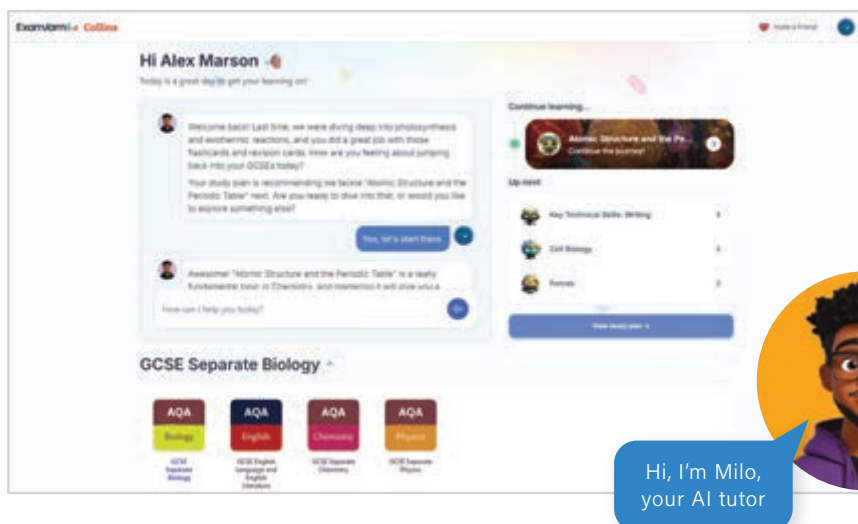 Collins
invite a friend
Hi Alex Marson
Today is a great day to get your learning on!
Welcome back! Last time, we were diving deep into photosynthesis
and exothermic reactions, and you did a great job with those
flashcards and revision cards. How are you feeling about jumping
back into your GCSEs today?
Your study plan is recommending we tackle "Atomic Structure and the
Periodic Table" next. Are you ready to dive into that, or would you like
to explore something else?
Yes, let's start there
Awesome! "Atomic Structure and the Periodic Table" is a really
fundamental topic in Chemistry, and mastering it will give you a
How can I help you today?
Continue learning...
Atomic Structure and the Pe...
Continue the journey!
Up next
Key Technical Skills: Writing
Cell Biology
Forces
View study plan
GCSE Separate Biology
AQA
Biology
GCSE
Separate
Biology
AQA
English
GCSE English
Language and
English
Literature
AQA
Chemistry
GCSE Separate
Chemistry
AQA
Physics
GCSE Separate
Physics
Hi, I'm Milo,
your AI tutor